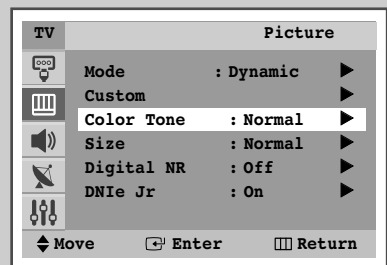 TV Picture
Mode : Dynamic
Custom
Color Tone : Normal
Size : Normal
Digital NR : Off
DNIe Jr : On
Move Enter Return